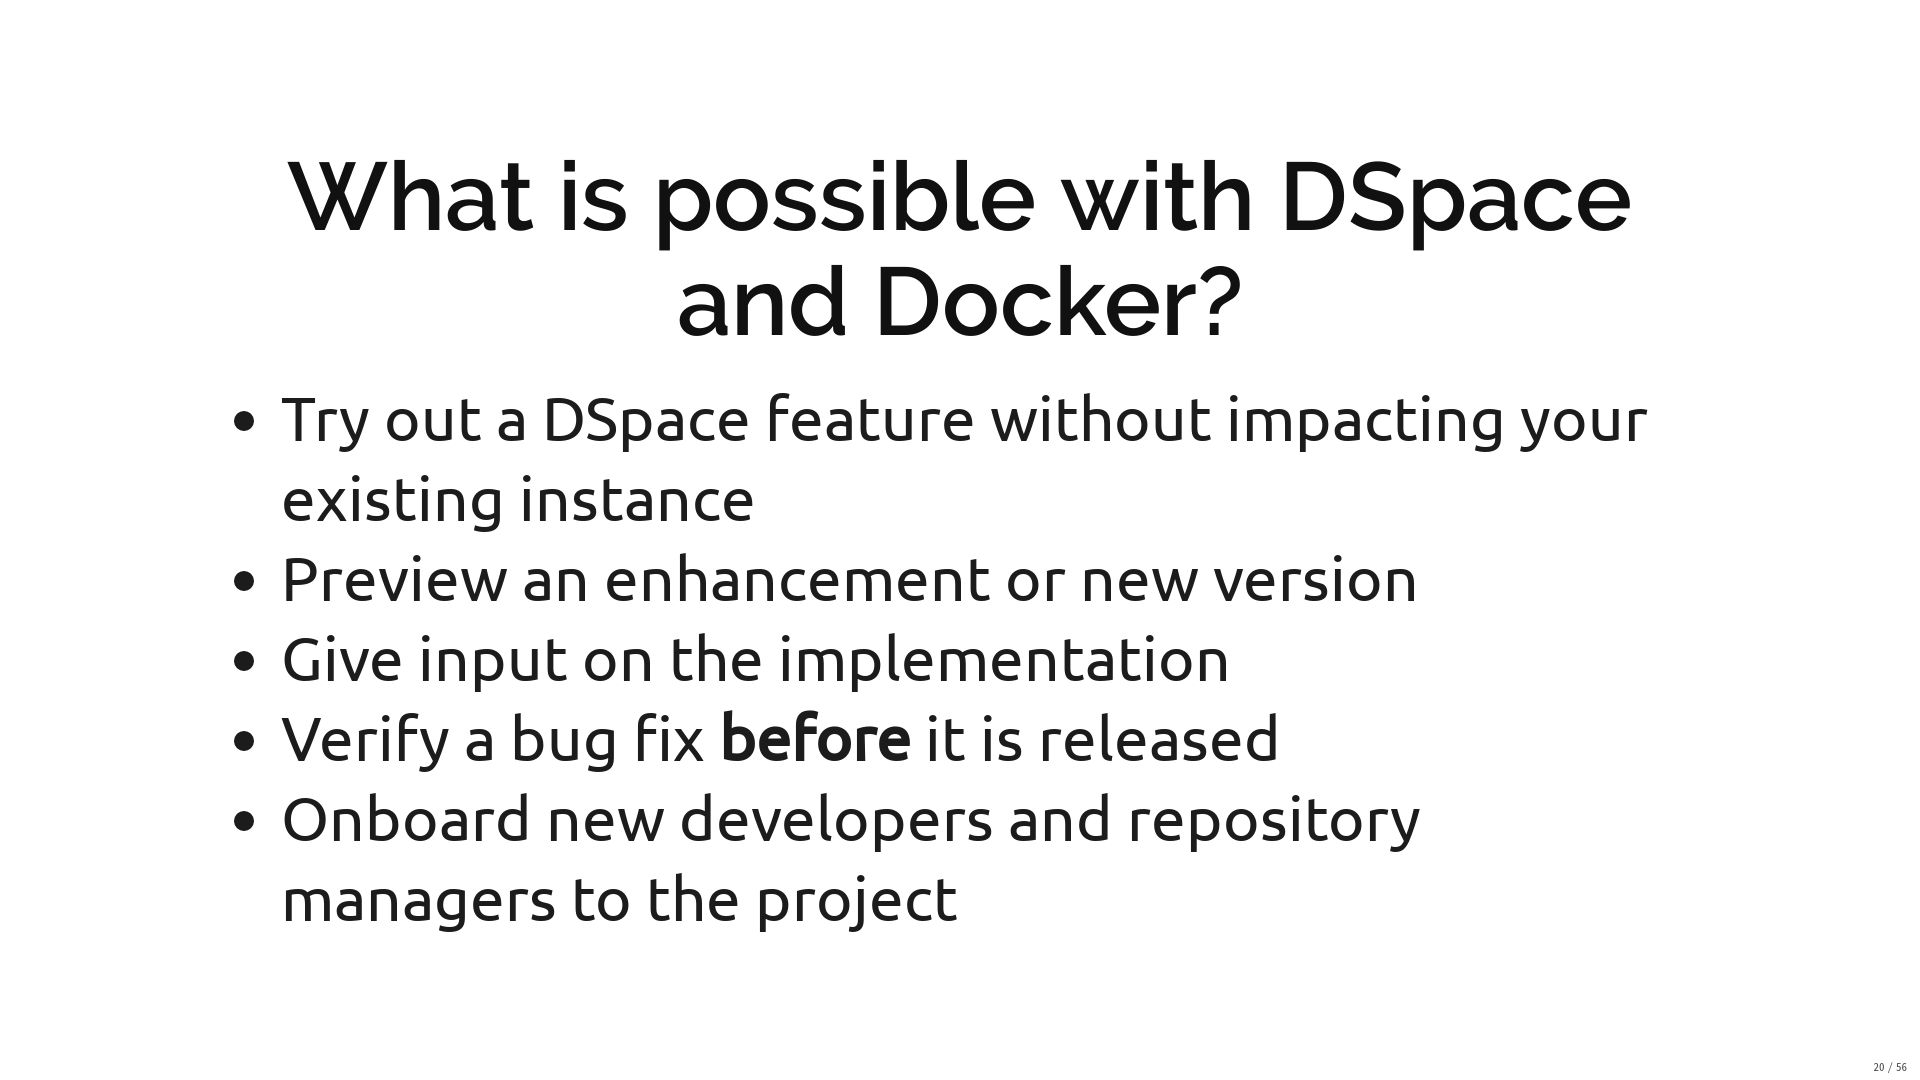 What is possible with DSpace
and Docker?
• Try out a DSpace feature without impacting your
existing instance
• Preview an enhancement or new version
• Give input on the implementation
• Verify a bug fix before it is released
• Onboard new developers and repository
managers to the project
20 / 56